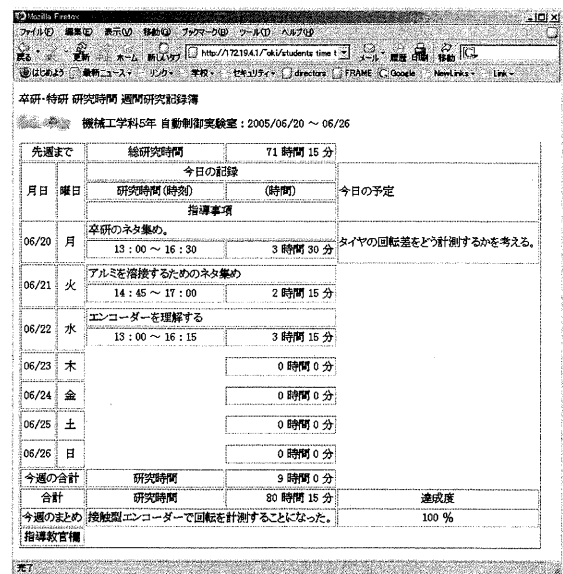 Mozilla Firefox
ファイル(F) 編集(E) 表示(V) 移動(G) ブックマーク(B) ツール(T) ヘルプ(H)
戻る 更新 ホーム 新しいタブ http://172.19.4.1/~oki/students time t メール 履歴 印刷 移動
はじめよう 最新ニュース リンク 学校 セキュリティ directors FRAME Google NewLinks Link
卒研・特研 研究時間 週間研究記録簿
機械工学科5年 自動制御実験室:2005/06/20 ~ 06/26
先週まで 総研究時間 71 時間 15 分
月日 曜日 今日の記録 今日の予定
研究時間(時刻) (時間)
指導事項
06/20 月 卒研のネタ集め。 タイヤの回転差をどう計測するかを考える。
13:00 ~ 16:30 3 時間 30 分
06/21 火 アルミを溶接するためのネタ集め
14:45 ~ 17:00 2 時間 15 分
06/22 水 エンコーダーを理解する
13:00 ~ 16:15 3 時間 15 分
06/23 木 0 時間 0 分
06/24 金 0 時間 0 分
06/25 土 0 時間 0 分
06/26 日 0 時間 0 分
今週の合計 研究時間 9 時間 0 分
合計 研究時間 80 時間 15 分 達成度
今週のまとめ 接触型エンコーダーで回転を計測することになった。 100 %
指導教官欄
完了